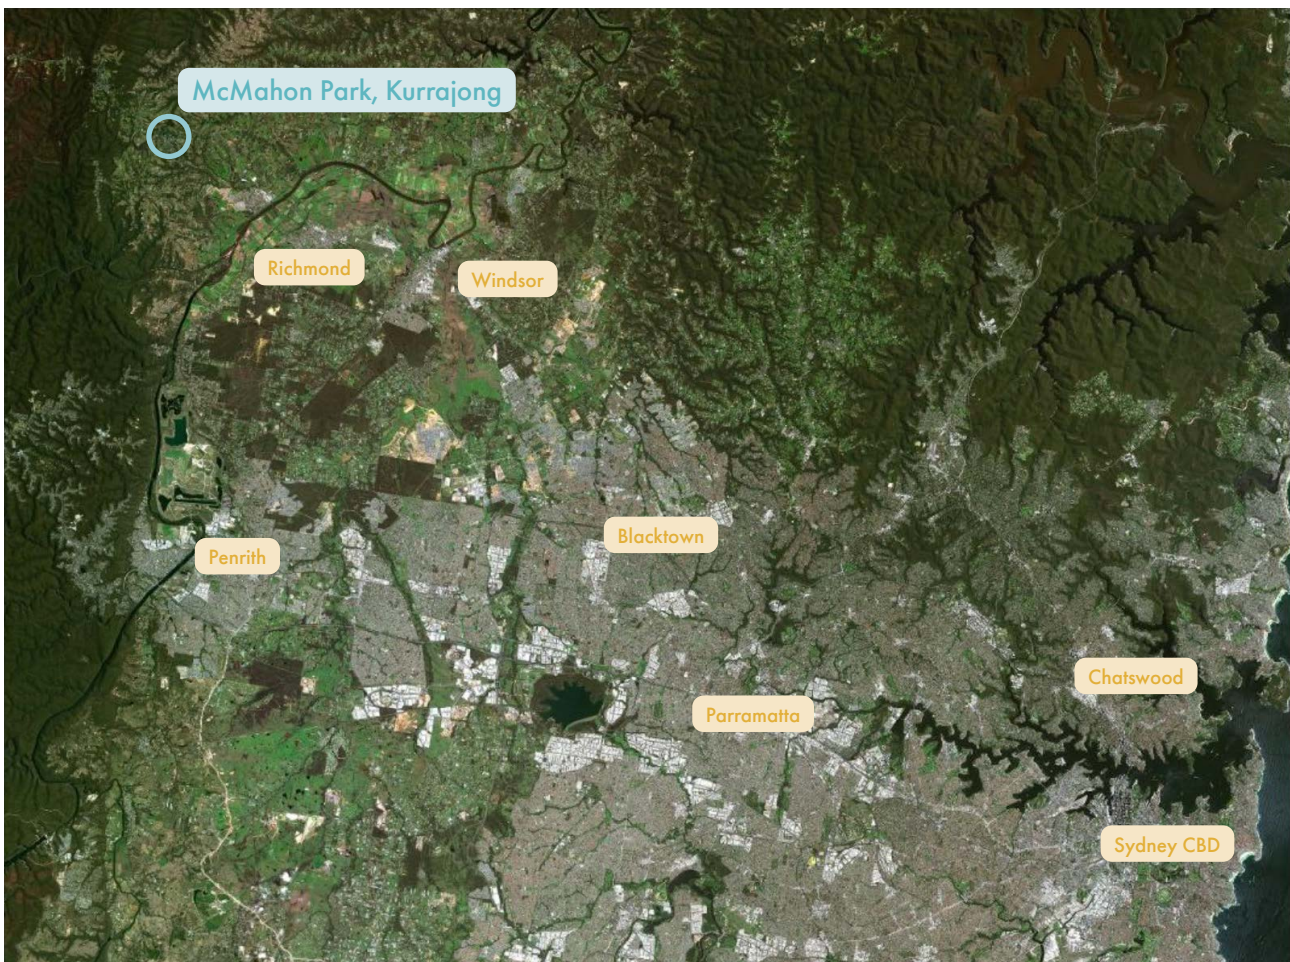 McMahon Park, Kurrajong
Richmond
Windsor
Blacktown
Penrith
Chatswood
Parramatta
Sydney CBD